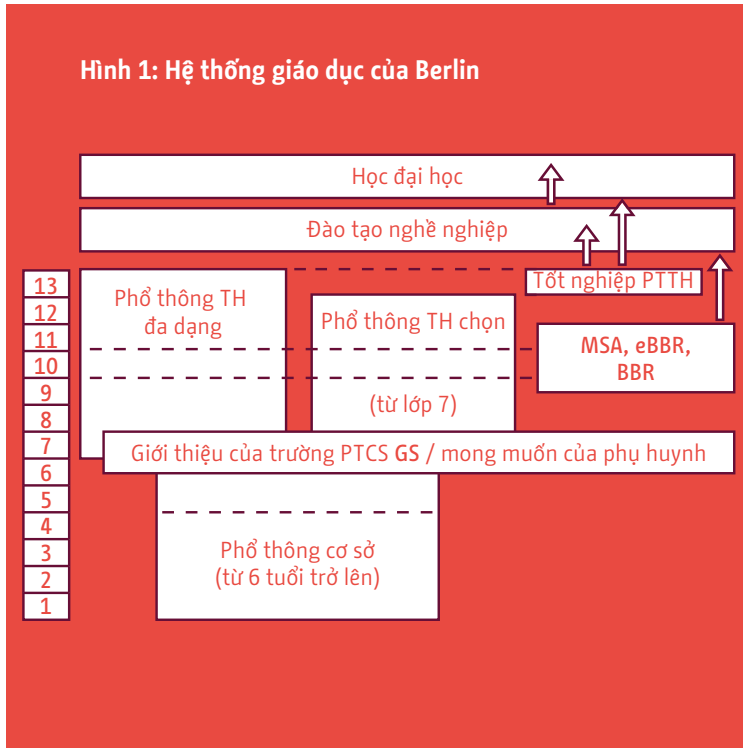 Hình 1: Hệ thống giáo dục của Berlin
Học đại học
Đào tạo nghề nghiệp
Tốt nghiệp PTTH
13
12
11
10
9
8
7
6
5
4
3
2
1
Phổ thông TH
đa dạng
Phổ thông TH chọn
(từ lớp 7)
MSA, eBBR,
BBR
Giới thiệu của trường PTCS GS / mong muốn của phụ huynh
Phổ thông cơ sở
(từ 6 tuổi trở lên)